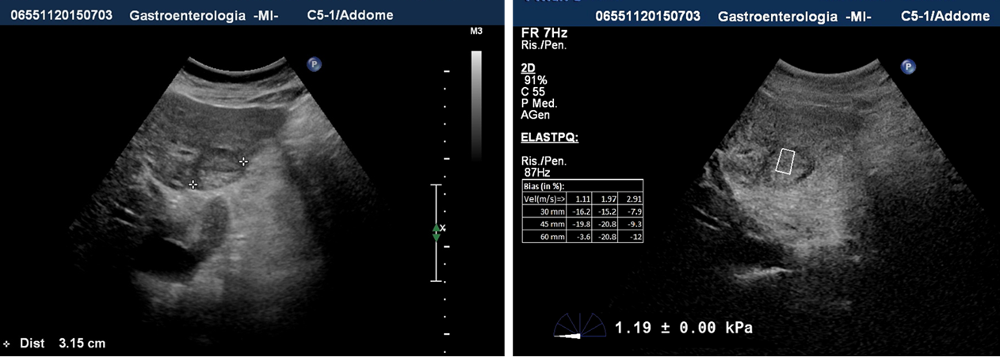 06551120150703 Gastroenterologia -MI- C5-1/Addome
M3
P
x
Dist 3.15 cm
06551120150703 Gastroenterologia -MI- C5-1/Addome
FR 7Hz
Ris./Pen.
P
2D
91%
C 55
P Med.
AGen
ELASTPQ:
Ris./Pen.
87Hz
Bias (in %):
Vel(m/s)=> 1.11 1.97 2.91
30 mm -16.2 -15.2 -7.9
45 mm -19.8 -20.8 -9.3
60 mm -3.6 -20.8 -12
1.19 ± 0.00 kPa